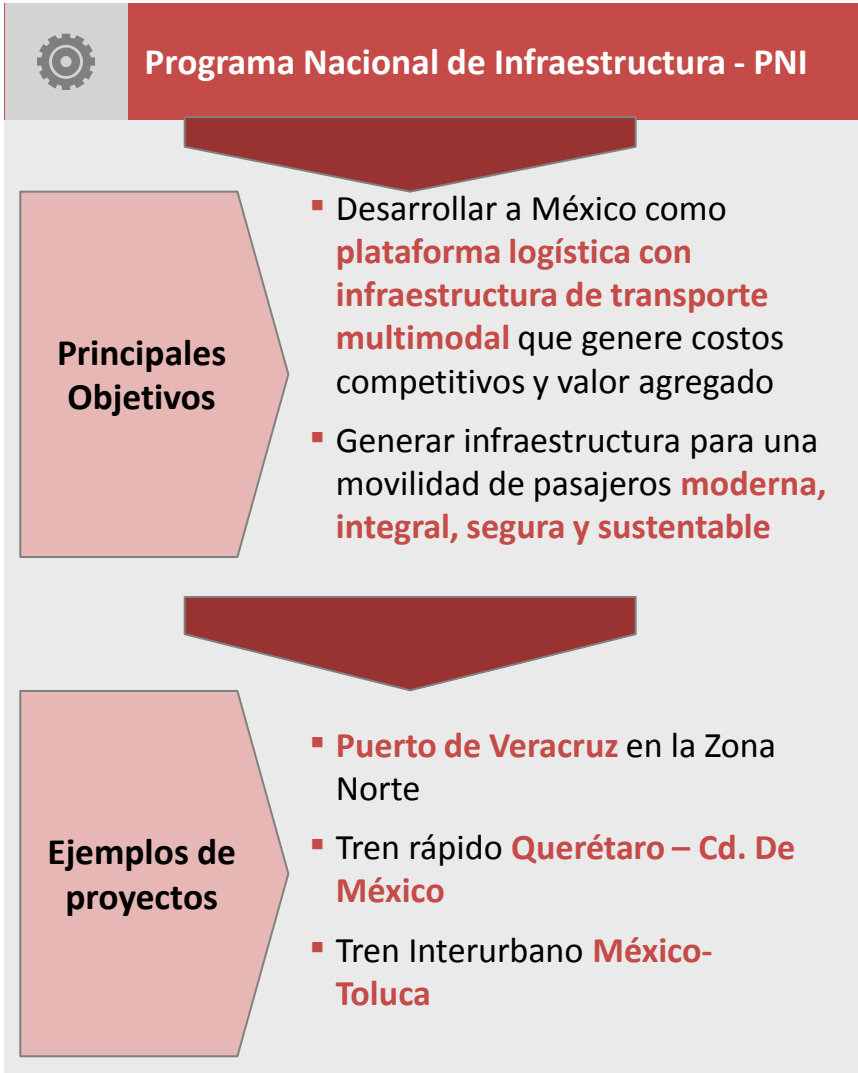 Programa Nacional de Infraestructura - PNI
Principales
Objetivos
▪ Desarrollar a México como
plataforma logística con
infraestructura de transporte
multimodal que genere costos
competitivos y valor agregado
▪ Generar infraestructura para una
movilidad de pasajeros moderna,
integral, segura y sustentable
Ejemplos de
proyectos
▪ Puerto de Veracruz en la Zona
Norte
▪ Tren rápido Querétaro – Cd. De
México
▪ Tren Interurbano México-
Toluca